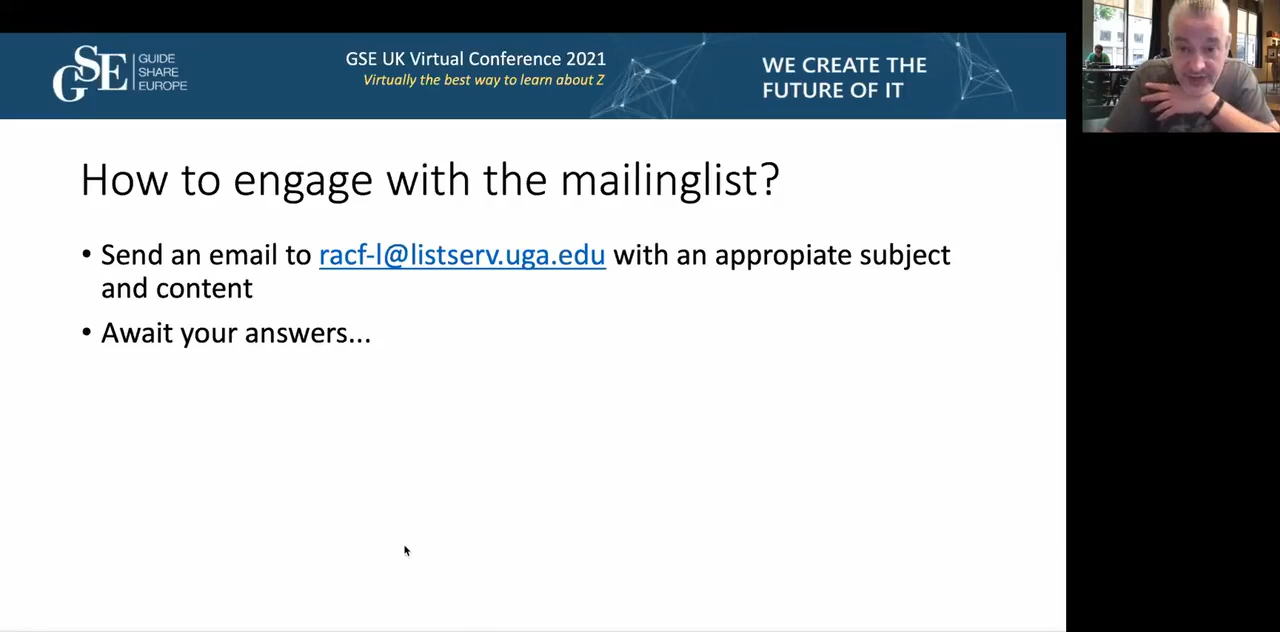 GSE
GUIDE
SHARE
EUROPE
GSE UK Virtual Conference 2021
Virtually the best way to learn about Z
WE CREATE THE
FUTURE OF IT
How to engage with the mailinglist?
• Send an email to racf-l@listserv.uga.edu with an appropiate subject
and content
• Await your answers...